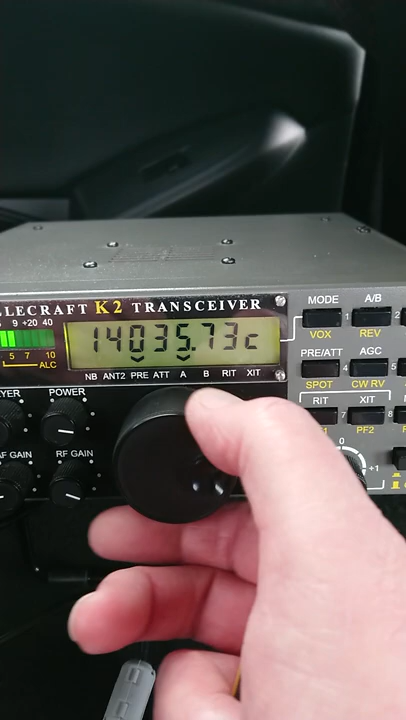 LECRAFT K2 TRANSCEIVER
9 +20 40
5 7 10
ALC
14035.73c
NB ANT2 PRE ATT A B RIT XIT
MODE A/B
1
VOX REV
PRE/ATT AGC
4
SPOT CW RV
RIT XIT
7 8
PF2
POWER
AF GAIN RF GAIN
0
+1